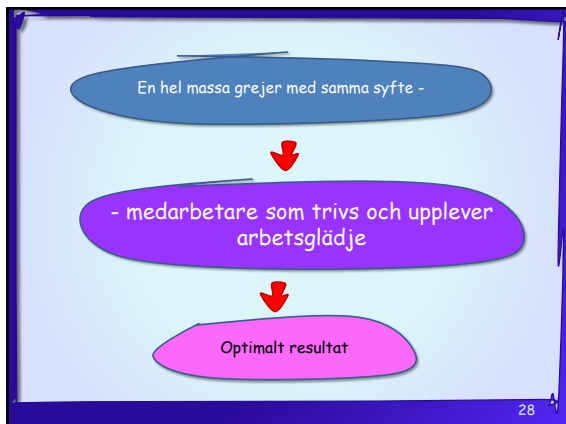 En hel massa grejer med samma syfte -
- medarbetare som trivs och upplever
arbetsglädje
Optimalt resultat
28